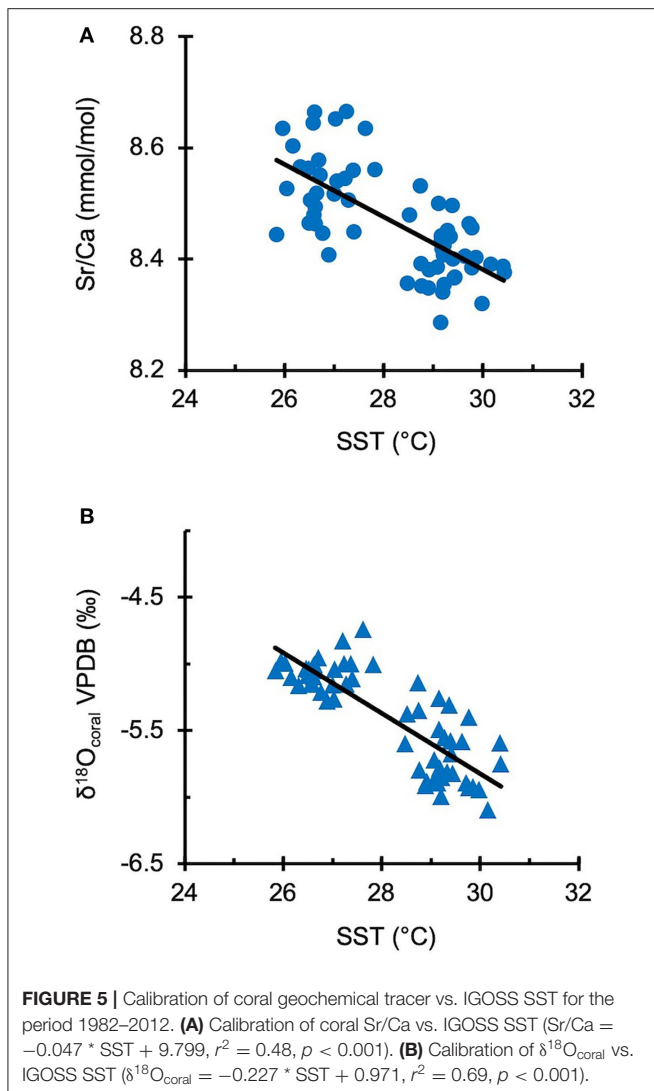 A
8.8
8.6
8.4
8.2
Sr/Ca (mmol/mol)
24 26 28 30 32
SST (°C)
B
-4.5
-5.5
-6.5
δ¹⁸O_coral VPDB (‰)
24 26 28 30 32
SST (°C)
FIGURE 5 | Calibration of coral geochemical tracer vs. IGOSS SST for the
period 1982–2012. (A) Calibration of coral Sr/Ca vs. IGOSS SST (Sr/Ca =
−0.047 * SST + 9.799, r² = 0.48, p < 0.001). (B) Calibration of δ¹⁸O_coral vs.
IGOSS SST (δ¹⁸O_coral = −0.227 * SST + 0.971, r² = 0.69, p < 0.001).